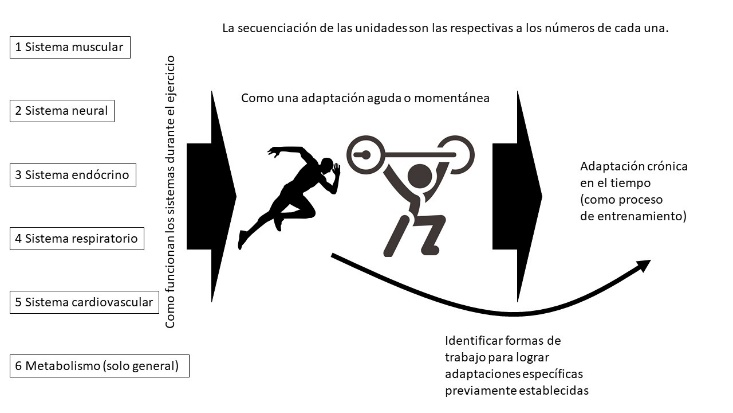 La secuenciación de las unidades son las respectivas a los números de cada una.
1 Sistema muscular
2 Sistema neural
3 Sistema endócrino
4 Sistema respiratorio
5 Sistema cardiovascular
6 Metabolismo (solo general)
Como funcionan los sistemas durante el ejercicio
Como una adaptación aguda o momentánea
Adaptación crónica
en el tiempo
(como proceso
de entrenamiento)
Identificar formas de
trabajo para lograr
adaptaciones específicas
previamente establecidas